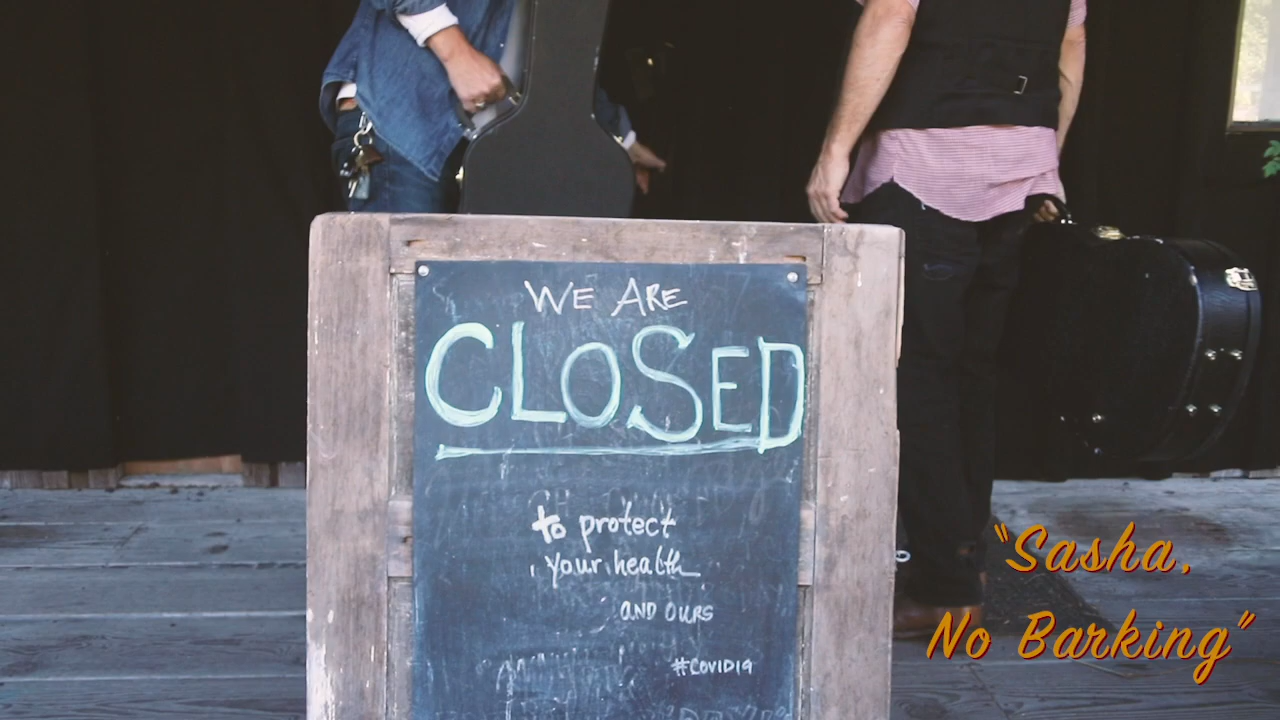 WE ARE
CLOSED
to protect
your health
AND OURS
#COVID19
"Sasha,
No Barking"